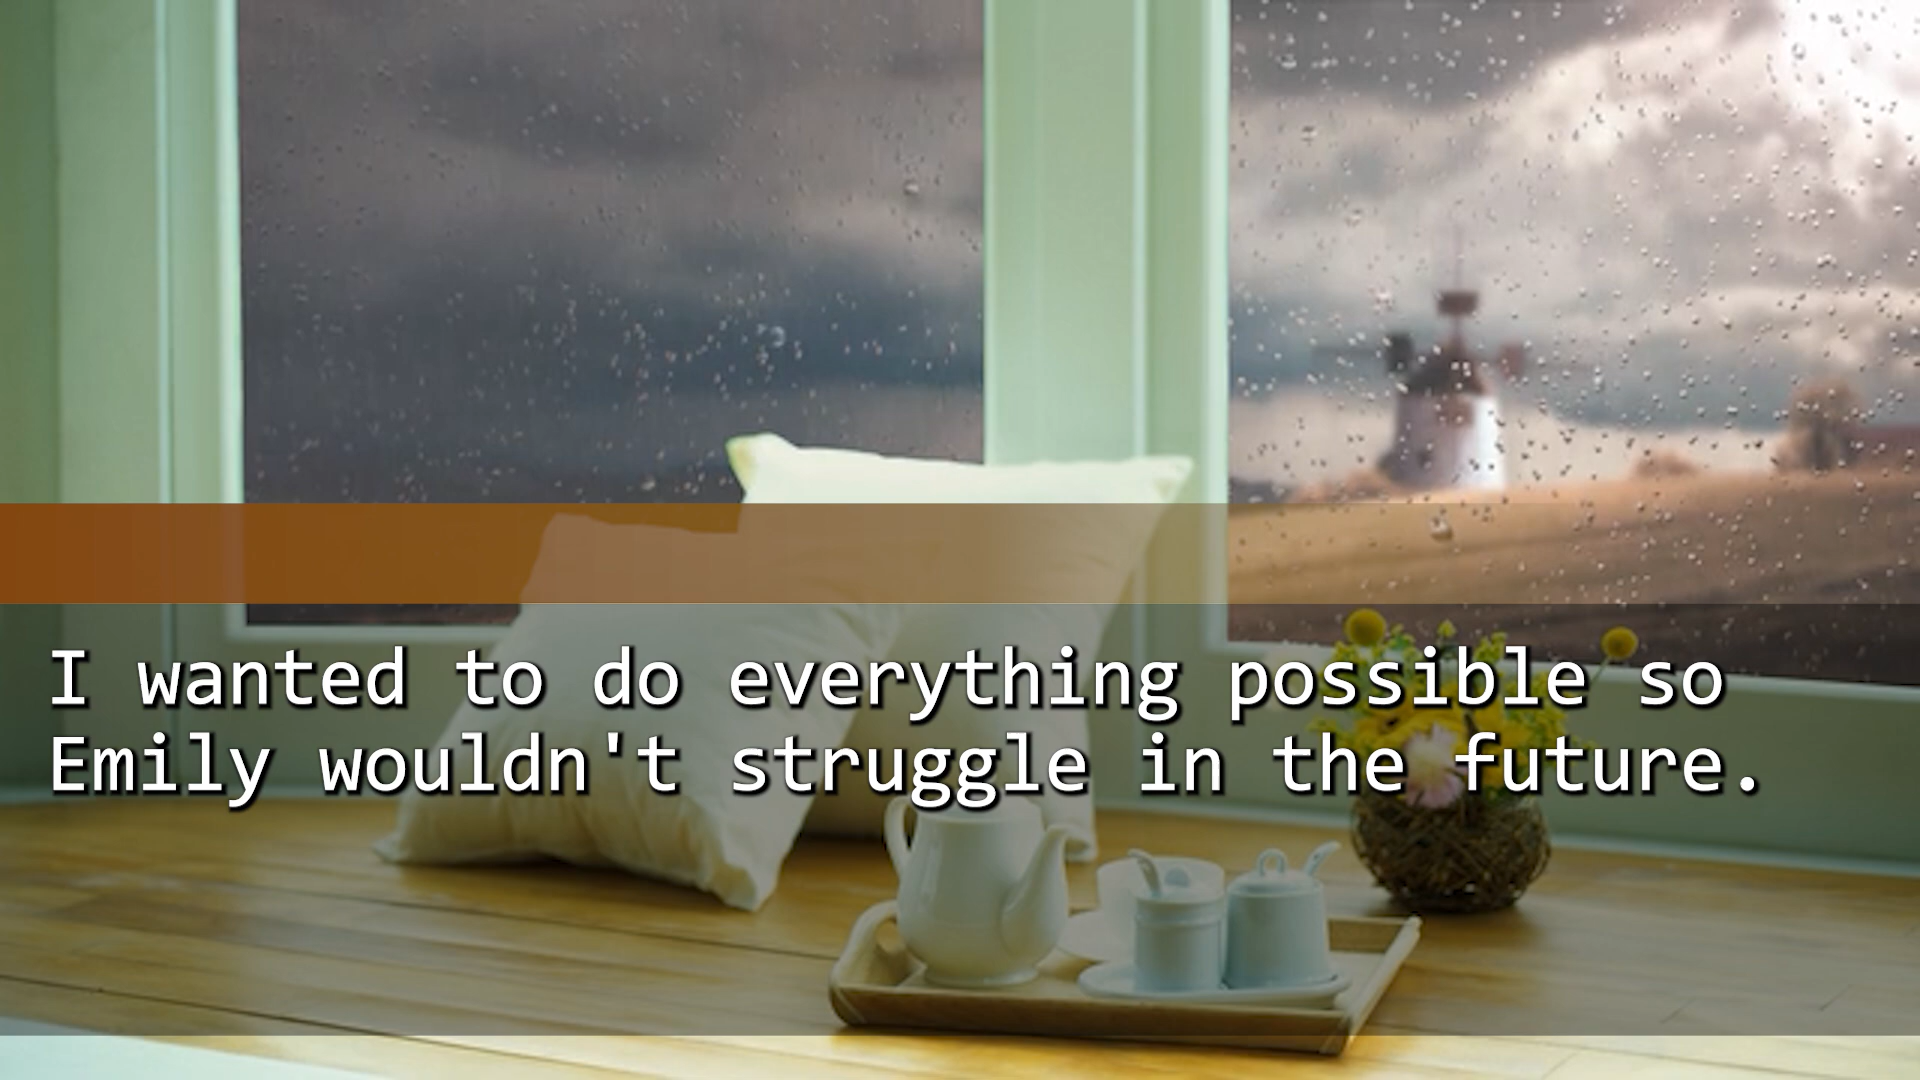 I wanted to do everything possible so
Emily wouldn't struggle in the future.